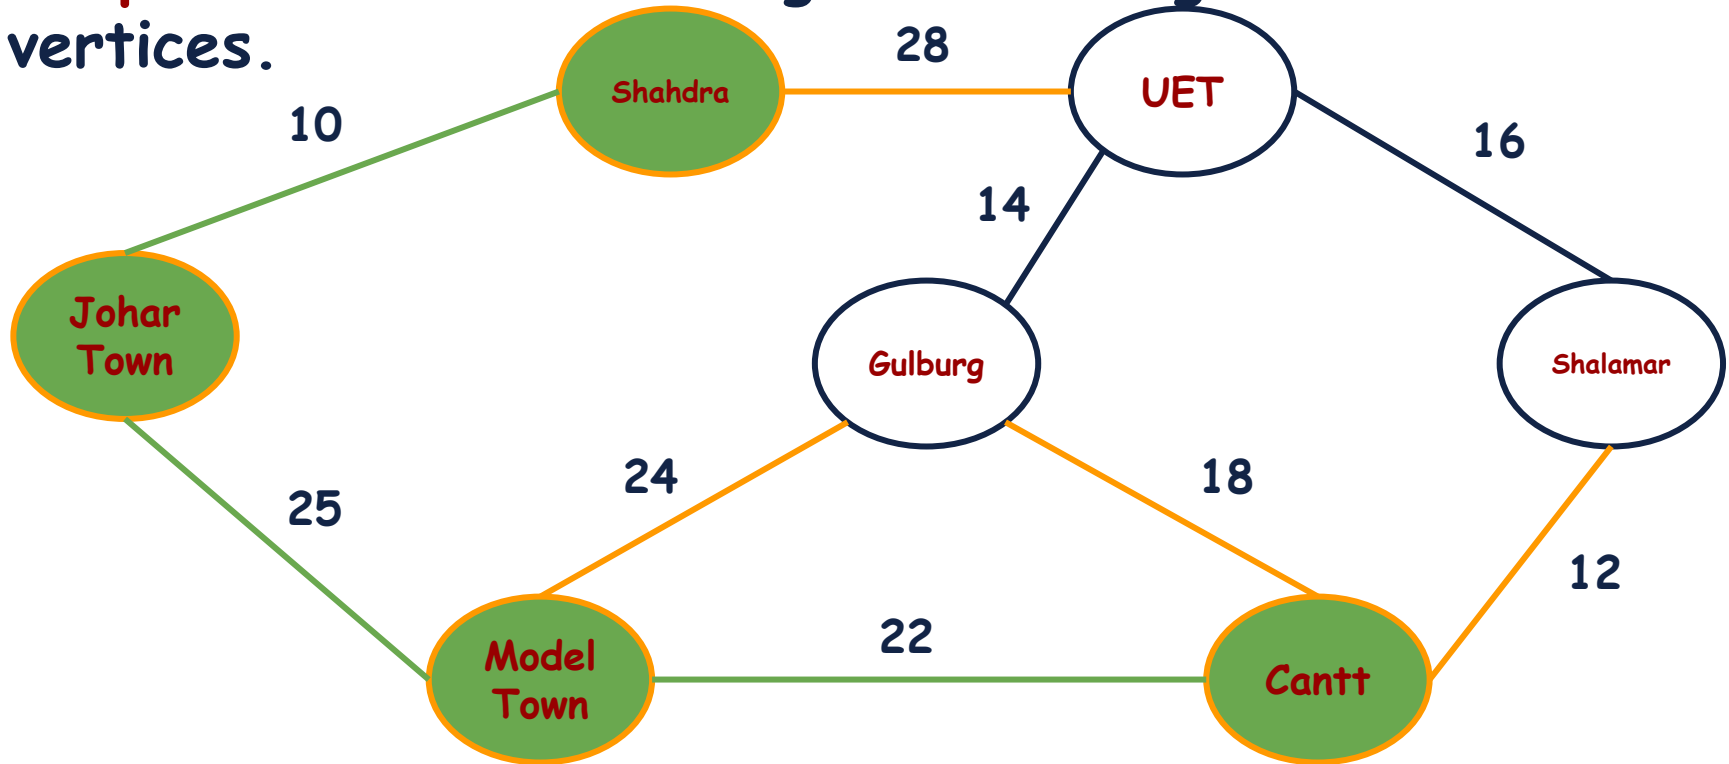 vertices.
28
Shahdra
UET
10
16
14
Johar
Town
Gulburg
Shalamar
24
18
25
12
22
Model
Town
Cantt